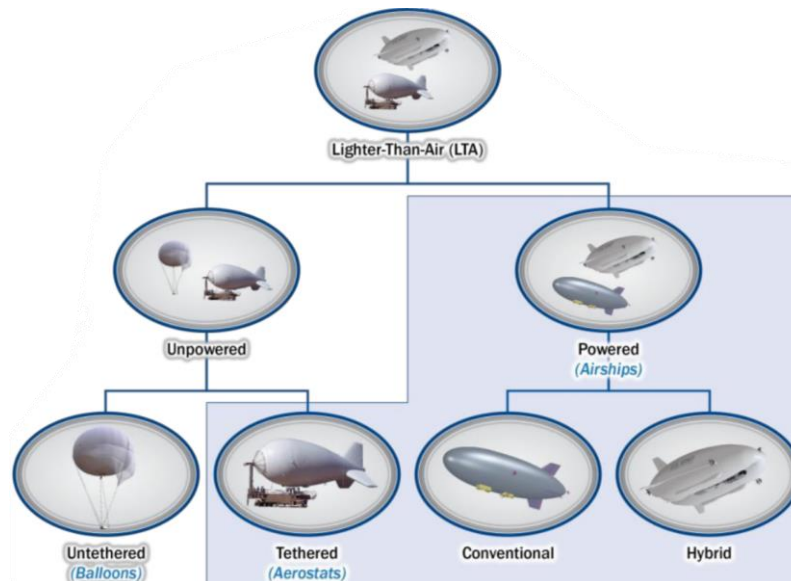 Lighter-Than-Air (LTA)
Unpowered
Powered
(Airships)
Untethered
(Balloons)
Tethered
(Aerostats)
Conventional
Hybrid